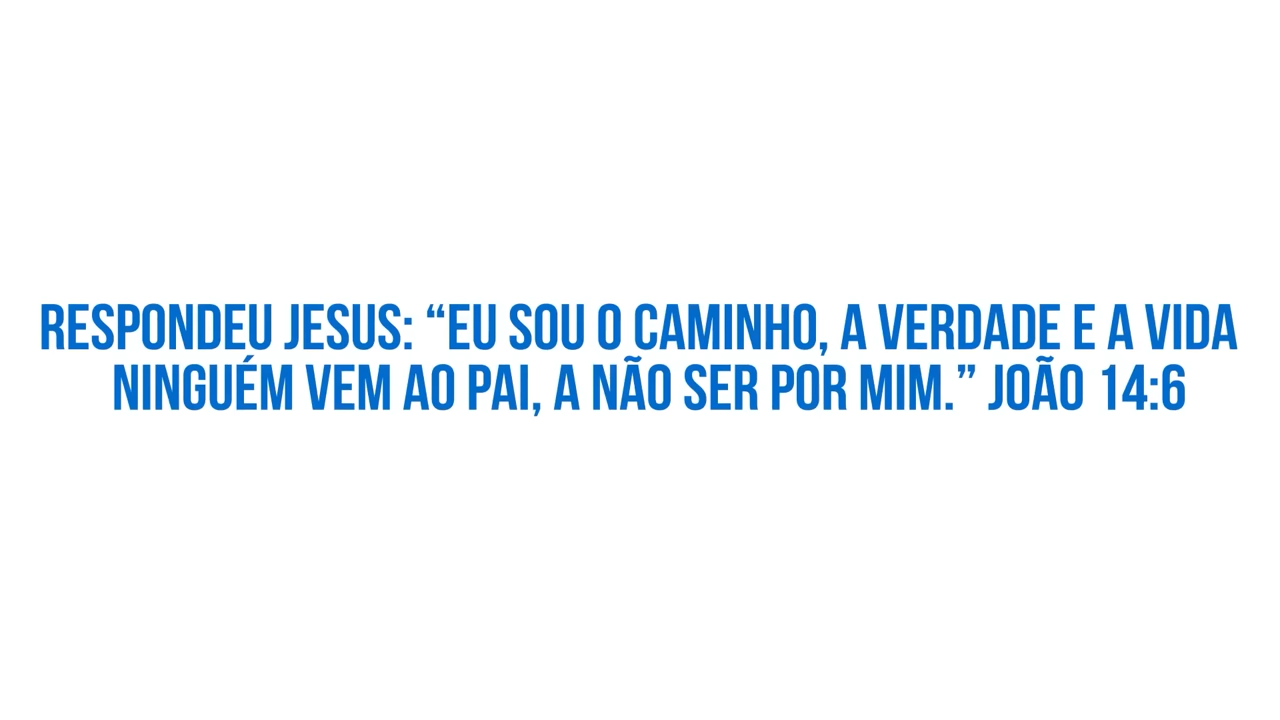 RESPONDEU JESUS: “EU SOU O CAMINHO, A VERDADE E A VIDA
NINGUÉM VEM AO PAI, A NÃO SER POR MIM.” JOÃO 14:6